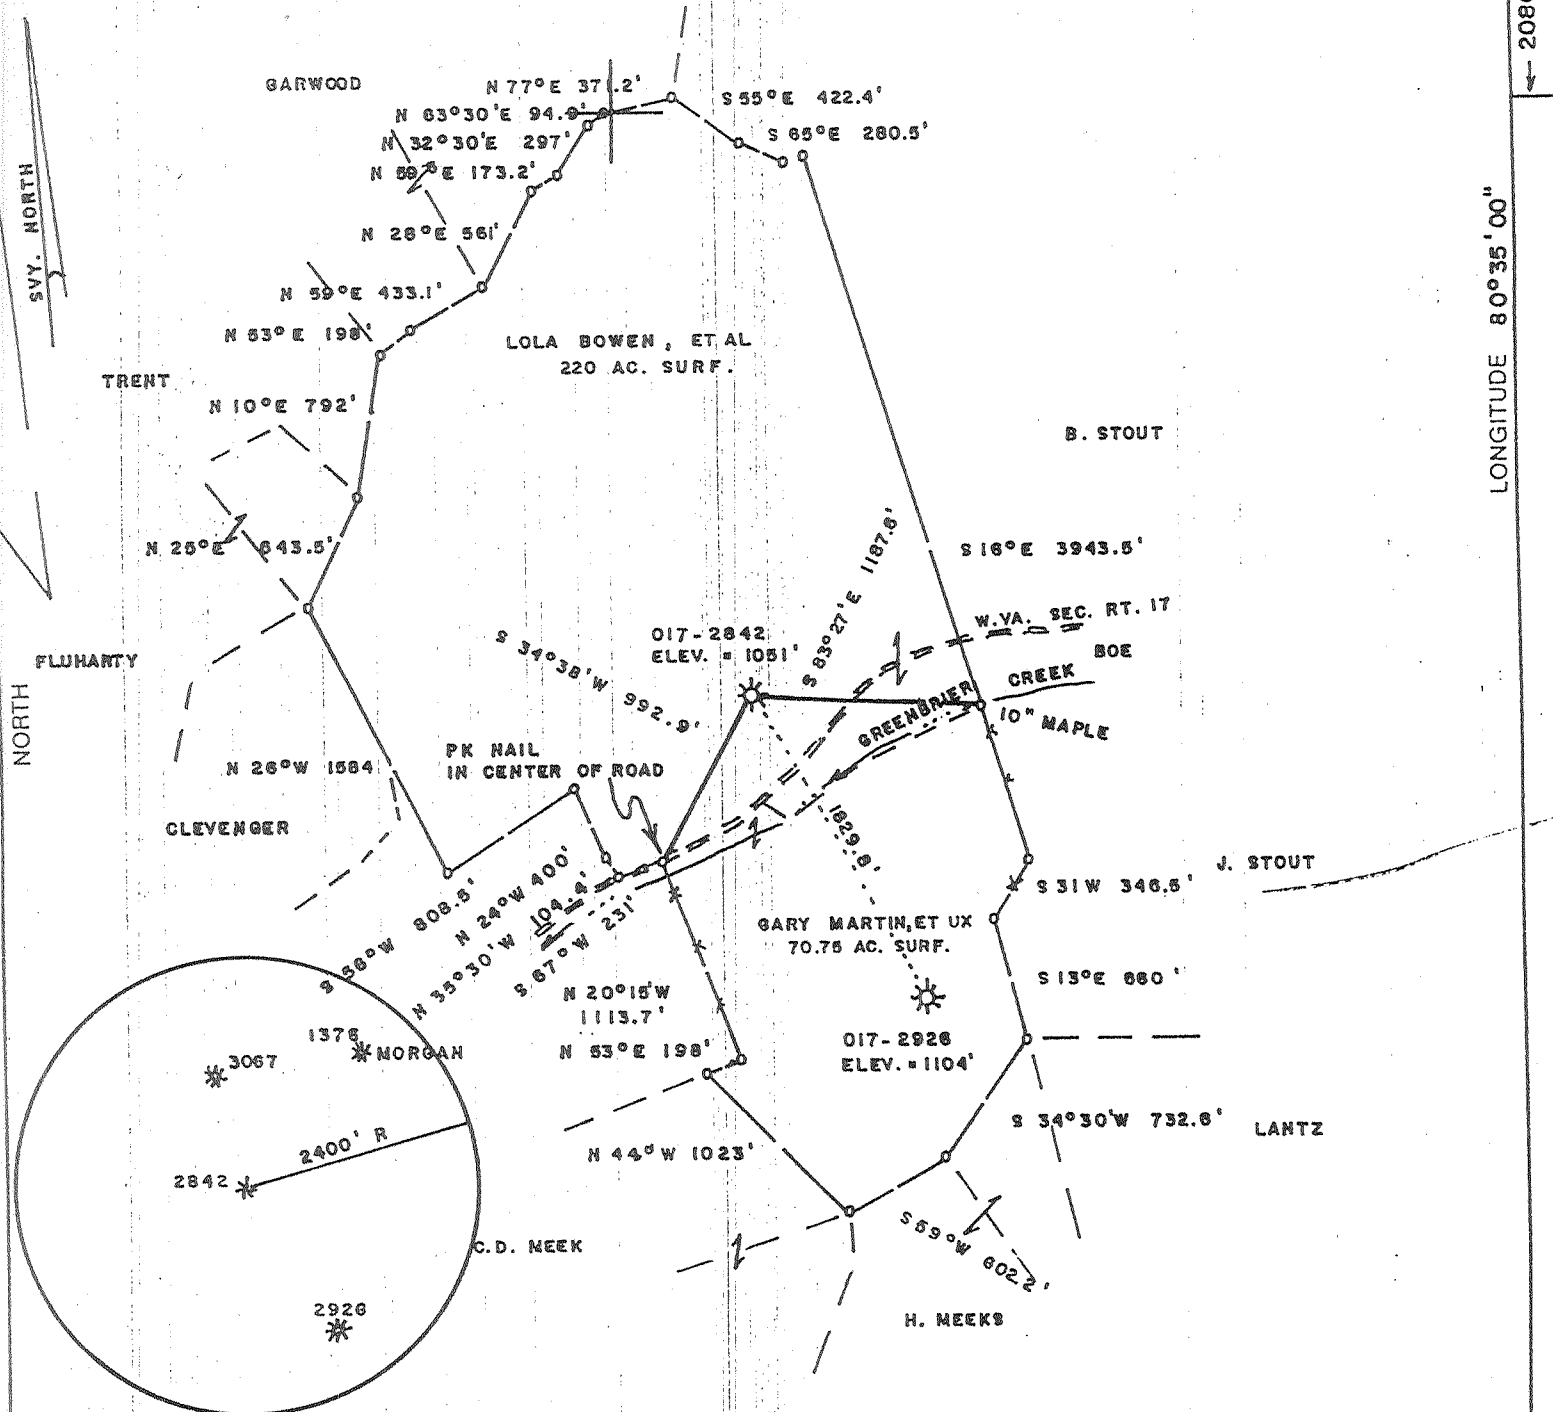 208
GARWOOD
N 77°E 371.2'
N 63°30'E 94.9'
N 32°30'E 297'
N 59°E 173.2'
N 28°E 561'
N 59°E 433.1'
N 53°E 198'
S 55°E 422.4'
S 65°E 280.5'
SVY. NORTH
LONGITUDE 80°35'00"
LOLA BOWEN, ET AL
220 AC. SURF.
TRENT
N 10°E 792'
B. STOUT
N 25°E 643.5'
S 16°E 3943.5'
S 83°27'E 1187.6'
W.VA. SEC. RT. 17
017-2842
ELEV. = 1051'
S 34°38'W 992.9'
BOE
GREENBRIER CREEK
10" MAPLE
FLUHARTY
NORTH
PK NAIL
IN CENTER OF ROAD
N 26°W 1584
CLEVENGER
1829.8'
J. STOUT
S 31 W 346.5'
S 56°W 808.5'
N 24°W 400'
N 35°30'W 104.4'
S 67°W 231'
GARY MARTIN, ET UX
70.75 AC. SURF.
S 13°E 660'
N 20°15'W
1113.7'
N 53°E 198'
017-2926
ELEV. = 1104'
1376
MORGAN
3067
S 34°30'W 732.6'
LANTZ
2400' R
N 44°W 1023'
2842
C.D. MEEK
S 59°W 602.2'
2926
H. MEEKS